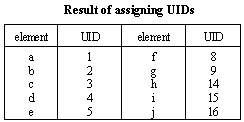 Result of assigning UIDs
element UID element UID
a 1 f 8
b 2 g 9
c 3 h 14
d 4 i 15
e 5 j 16